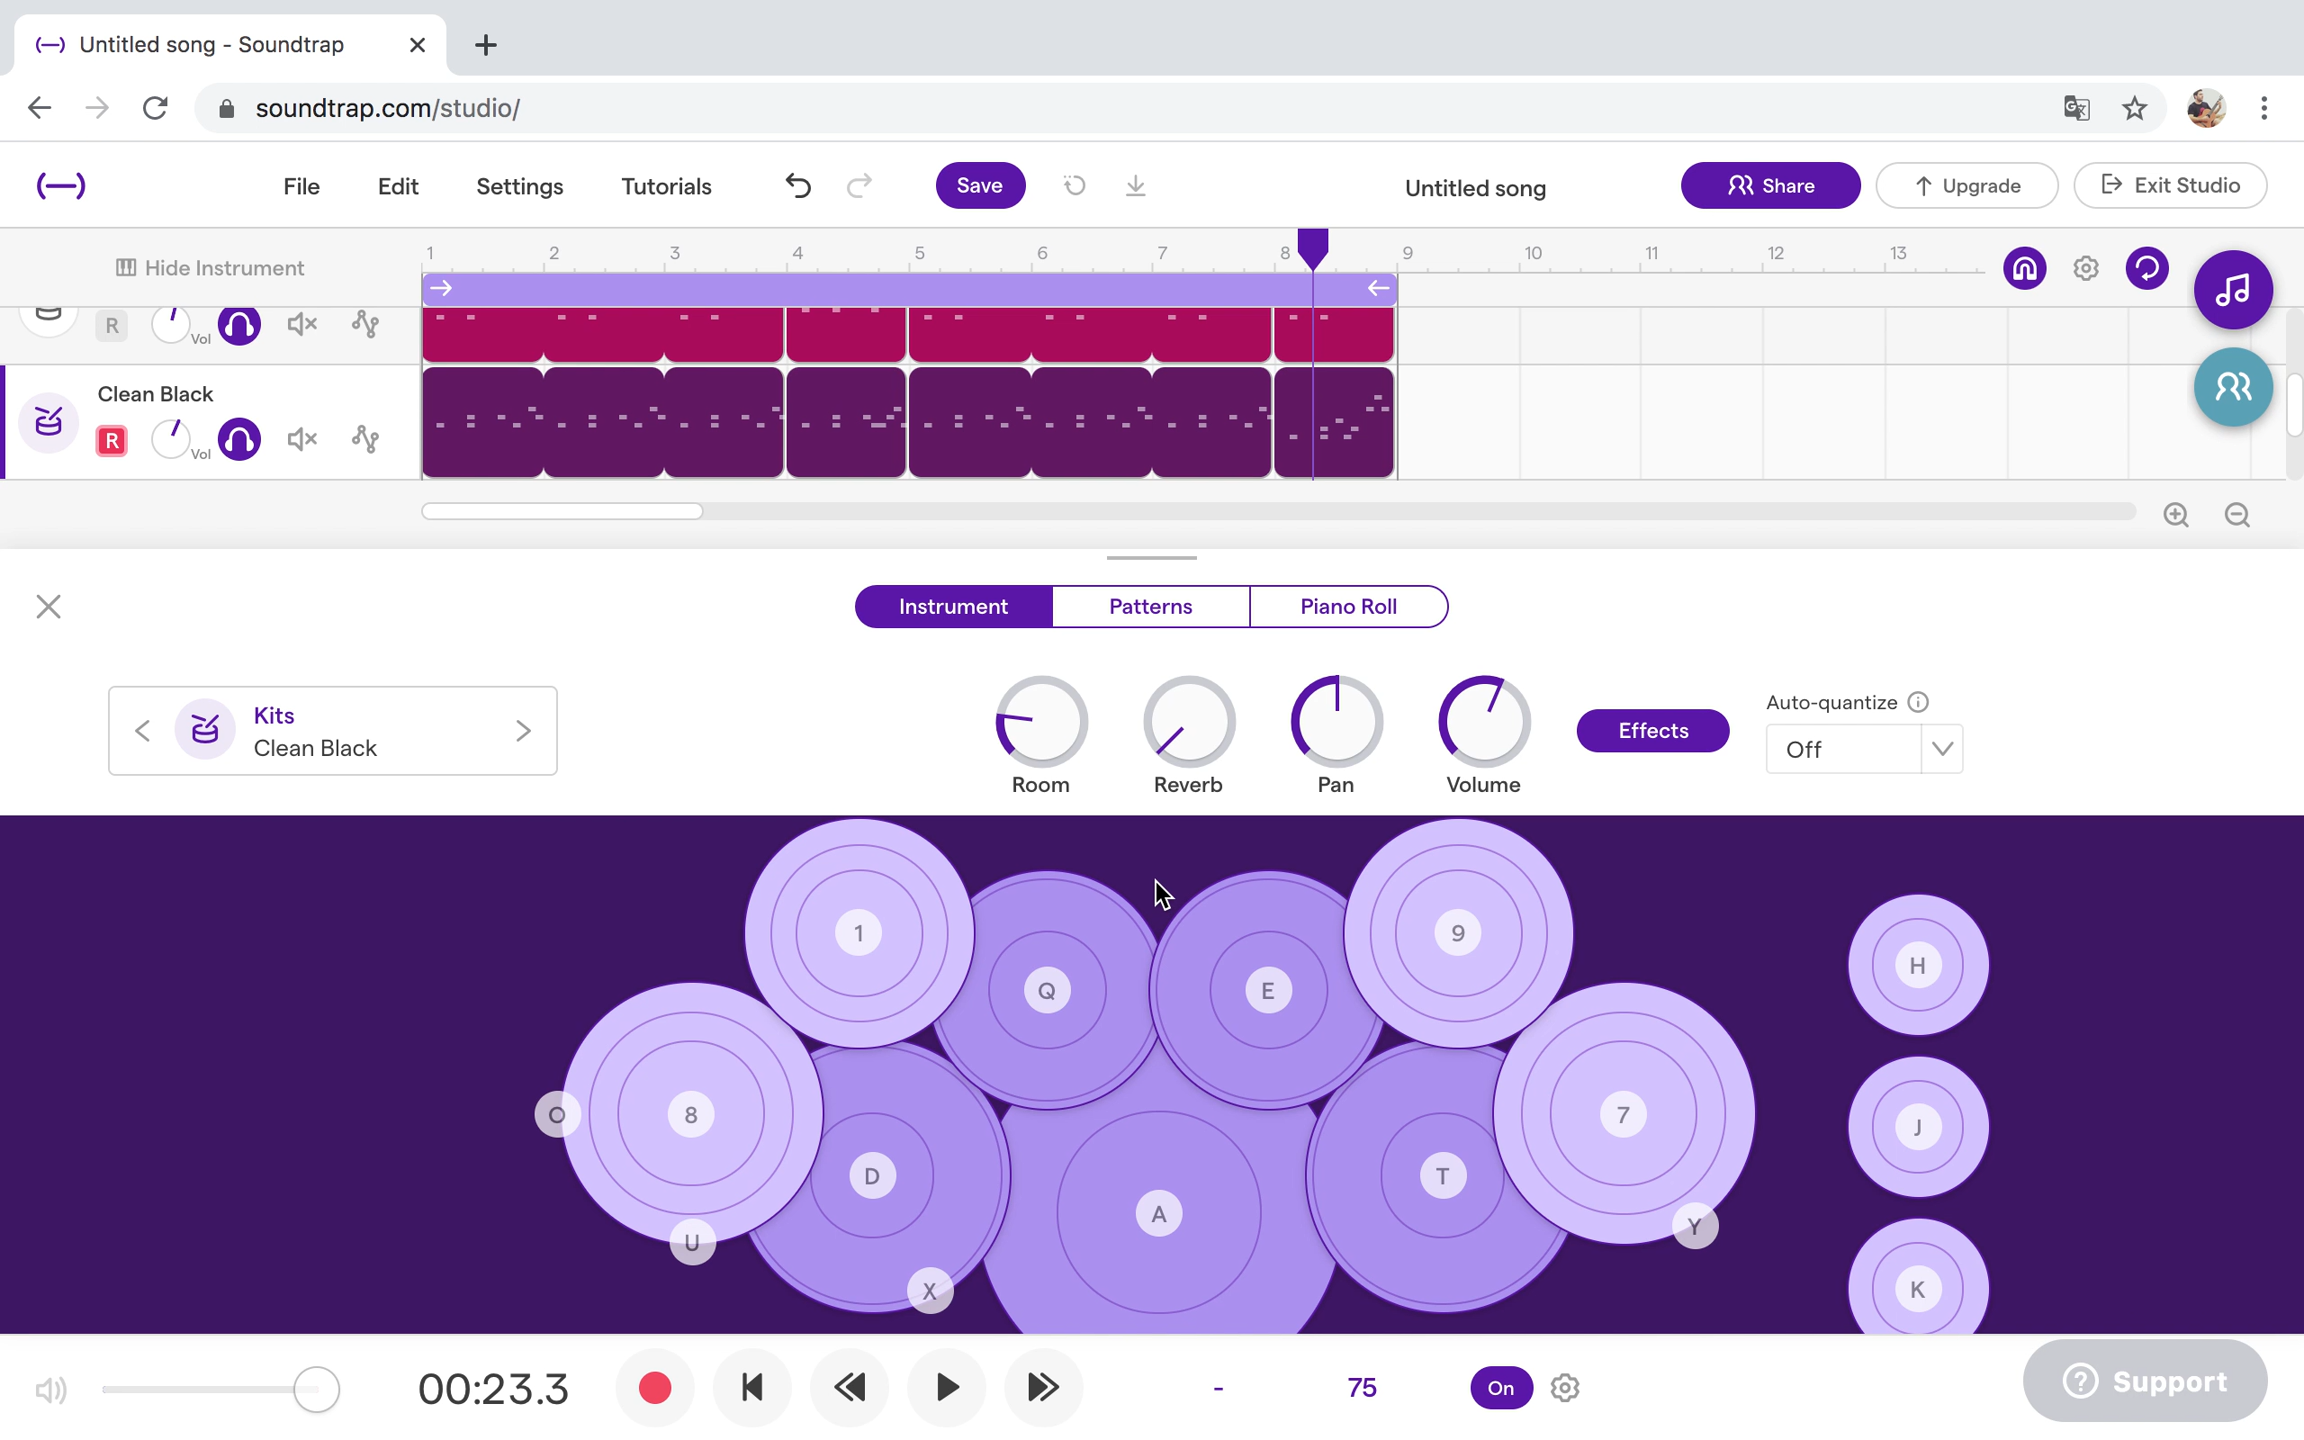 Untitled song - Soundtrap
soundtrap.com/studio/
File Edit Settings Tutorials Save Untitled song Share Upgrade Exit Studio
Hide Instrument 1 2 3 4 5 6 7 8 9 10 11 12 13
R Vol
Clean Black
R Vol
Instrument Patterns Piano Roll
Kits
Clean Black
Room Reverb Pan Volume
Effects
Auto-quantize
Off
1 Q E 9 H
O 8 D A T 7 J
U X Y K
00:23.3 - 75 On ? Support